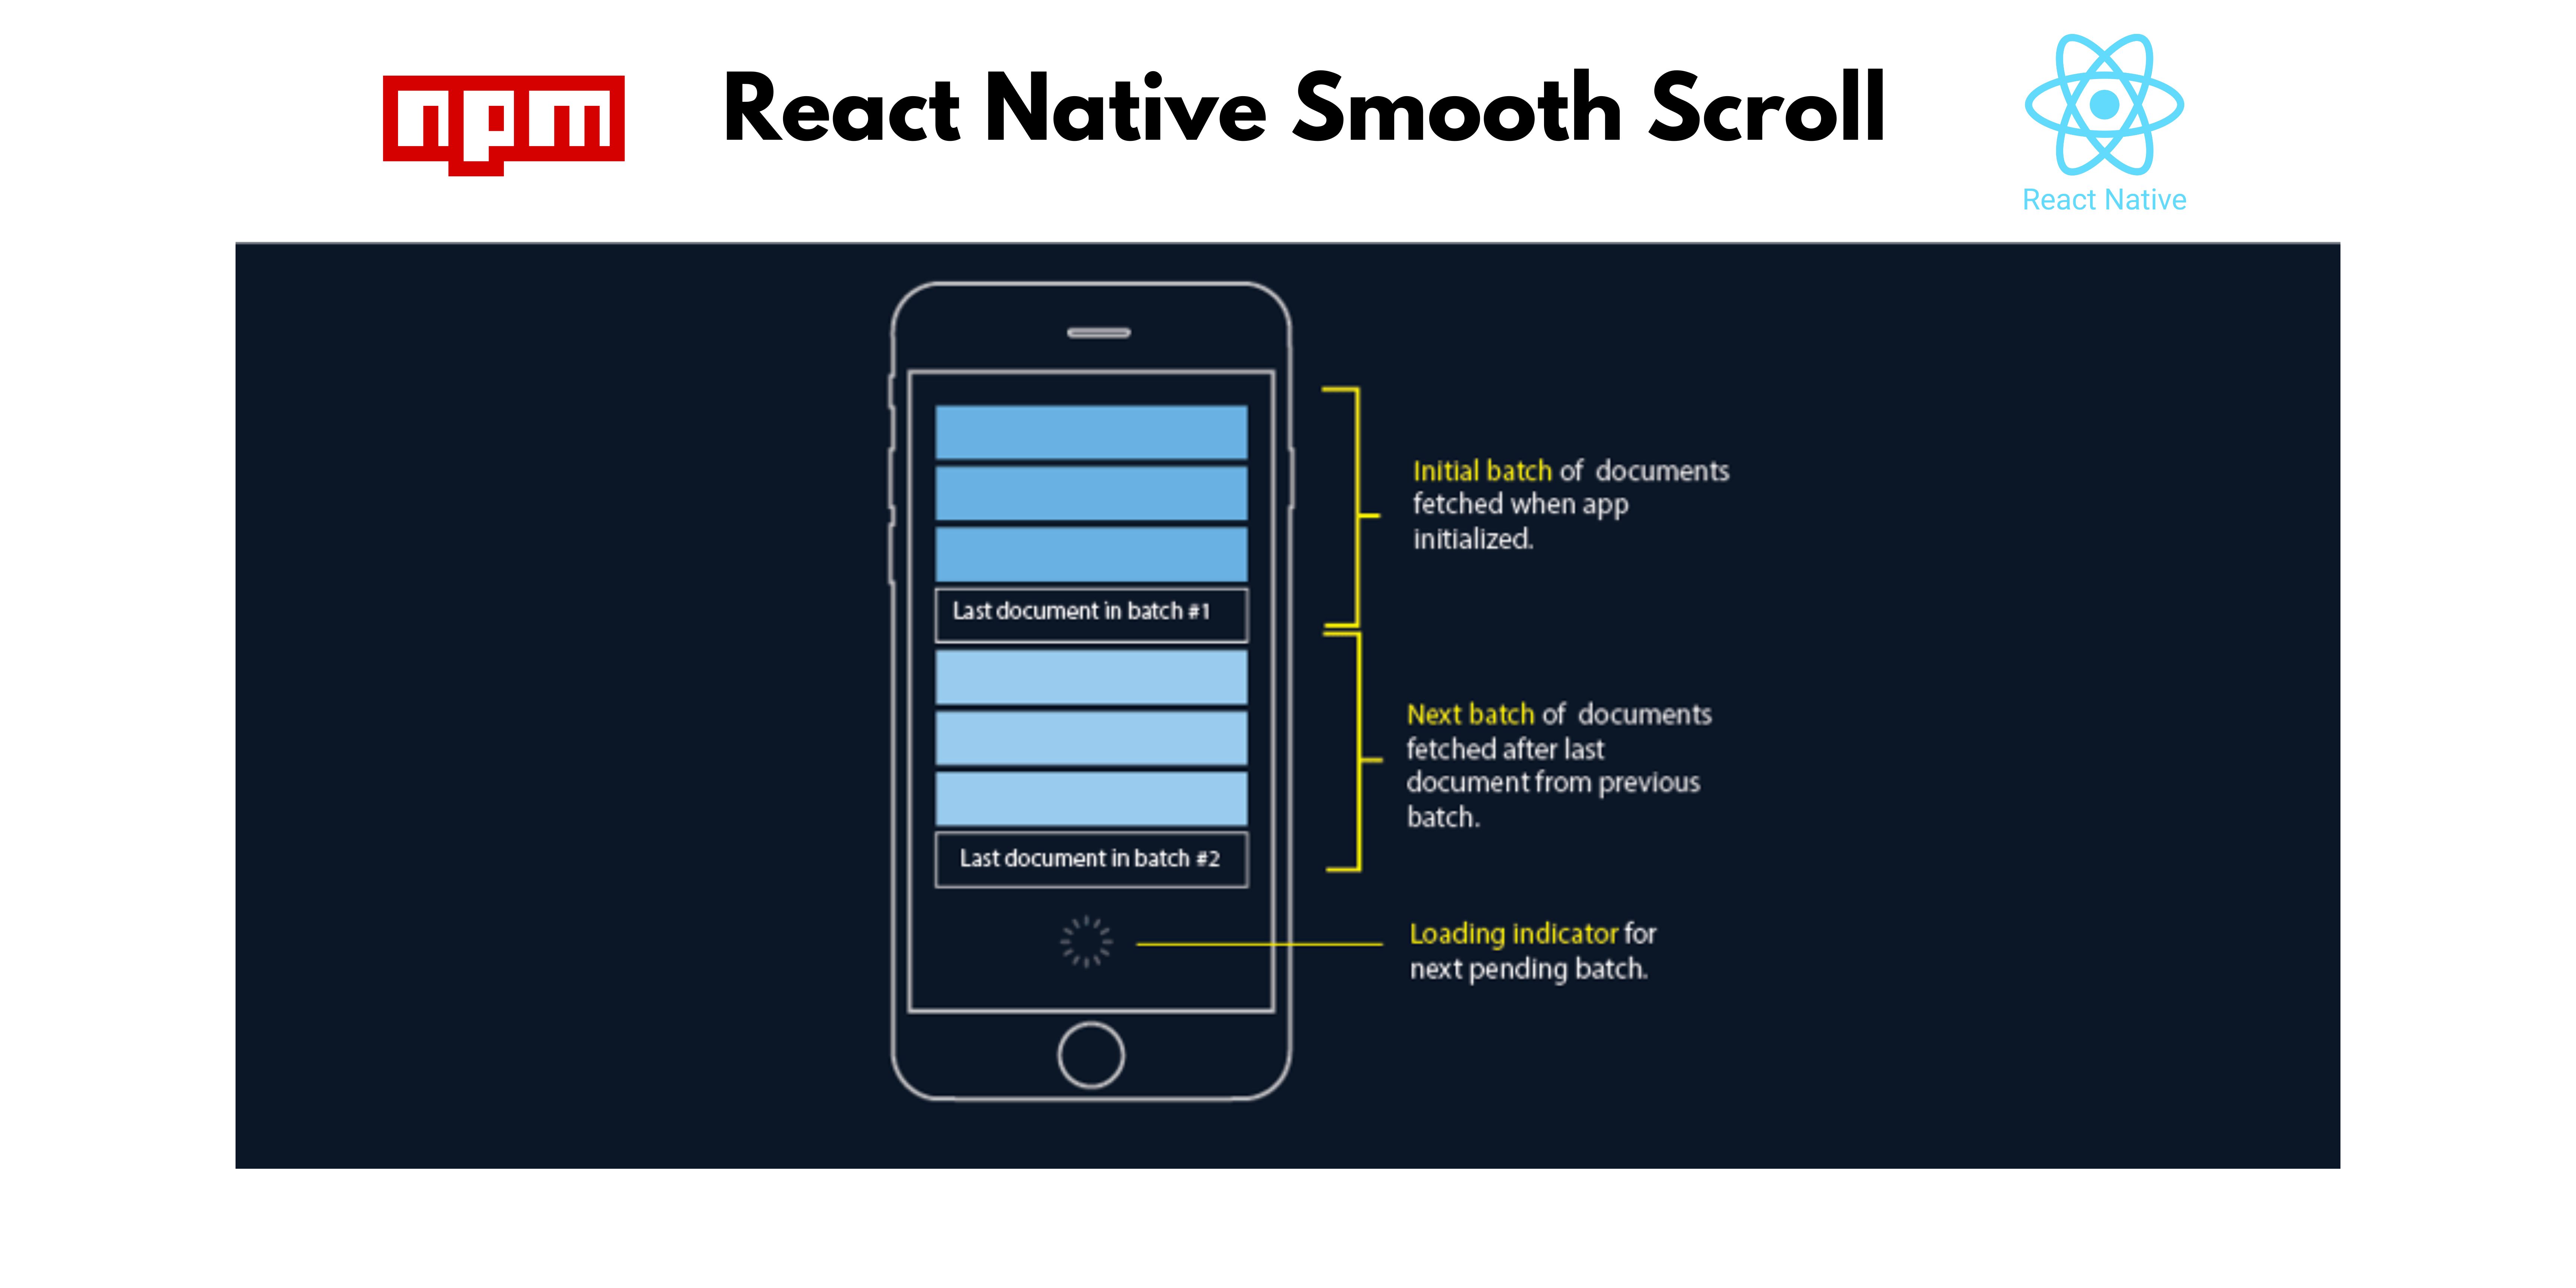 npm
React Native Smooth Scroll
React Native
Initial batch of documents
fetched when app
initialized.
Last document in batch #1
Next batch of documents
fetched after last
document from previous
batch.
Last document in batch #2
Loading indicator for
next pending batch.